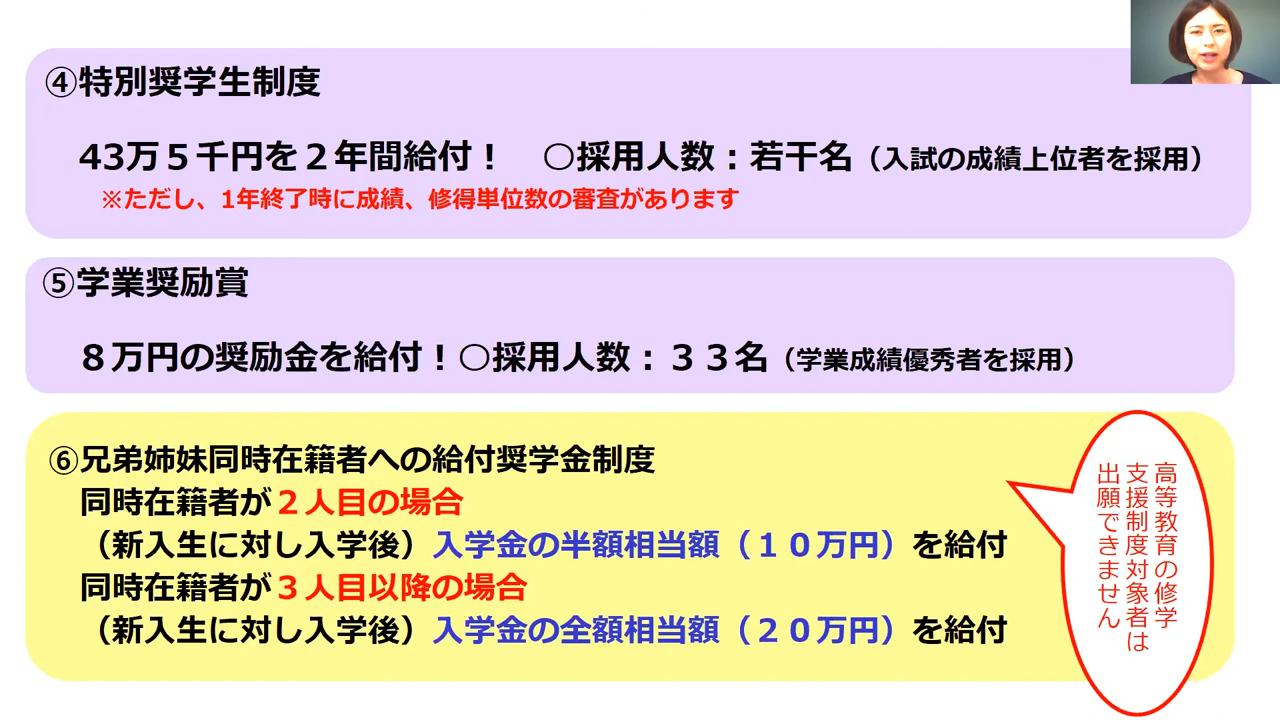 ④特別奨学生制度
43万５千円を２年間給付！　○採用人数：若干名（入試の成績上位者を採用）
※ただし、1年終了時に成績、修得単位数の審査があります
⑤学業奨励賞
８万円の奨励金を給付！○採用人数：３３名（学業成績優秀者を採用）
⑥兄弟姉妹同時在籍者への給付奨学金制度
同時在籍者が２人目の場合
（新入生に対し入学後）入学金の半額相当額（１０万円）を給付
同時在籍者が３人目以降の場合
（新入生に対し入学後）入学金の全額相当額（２０万円）を給付
高等教育の修学
支援制度対象者は
出願できません